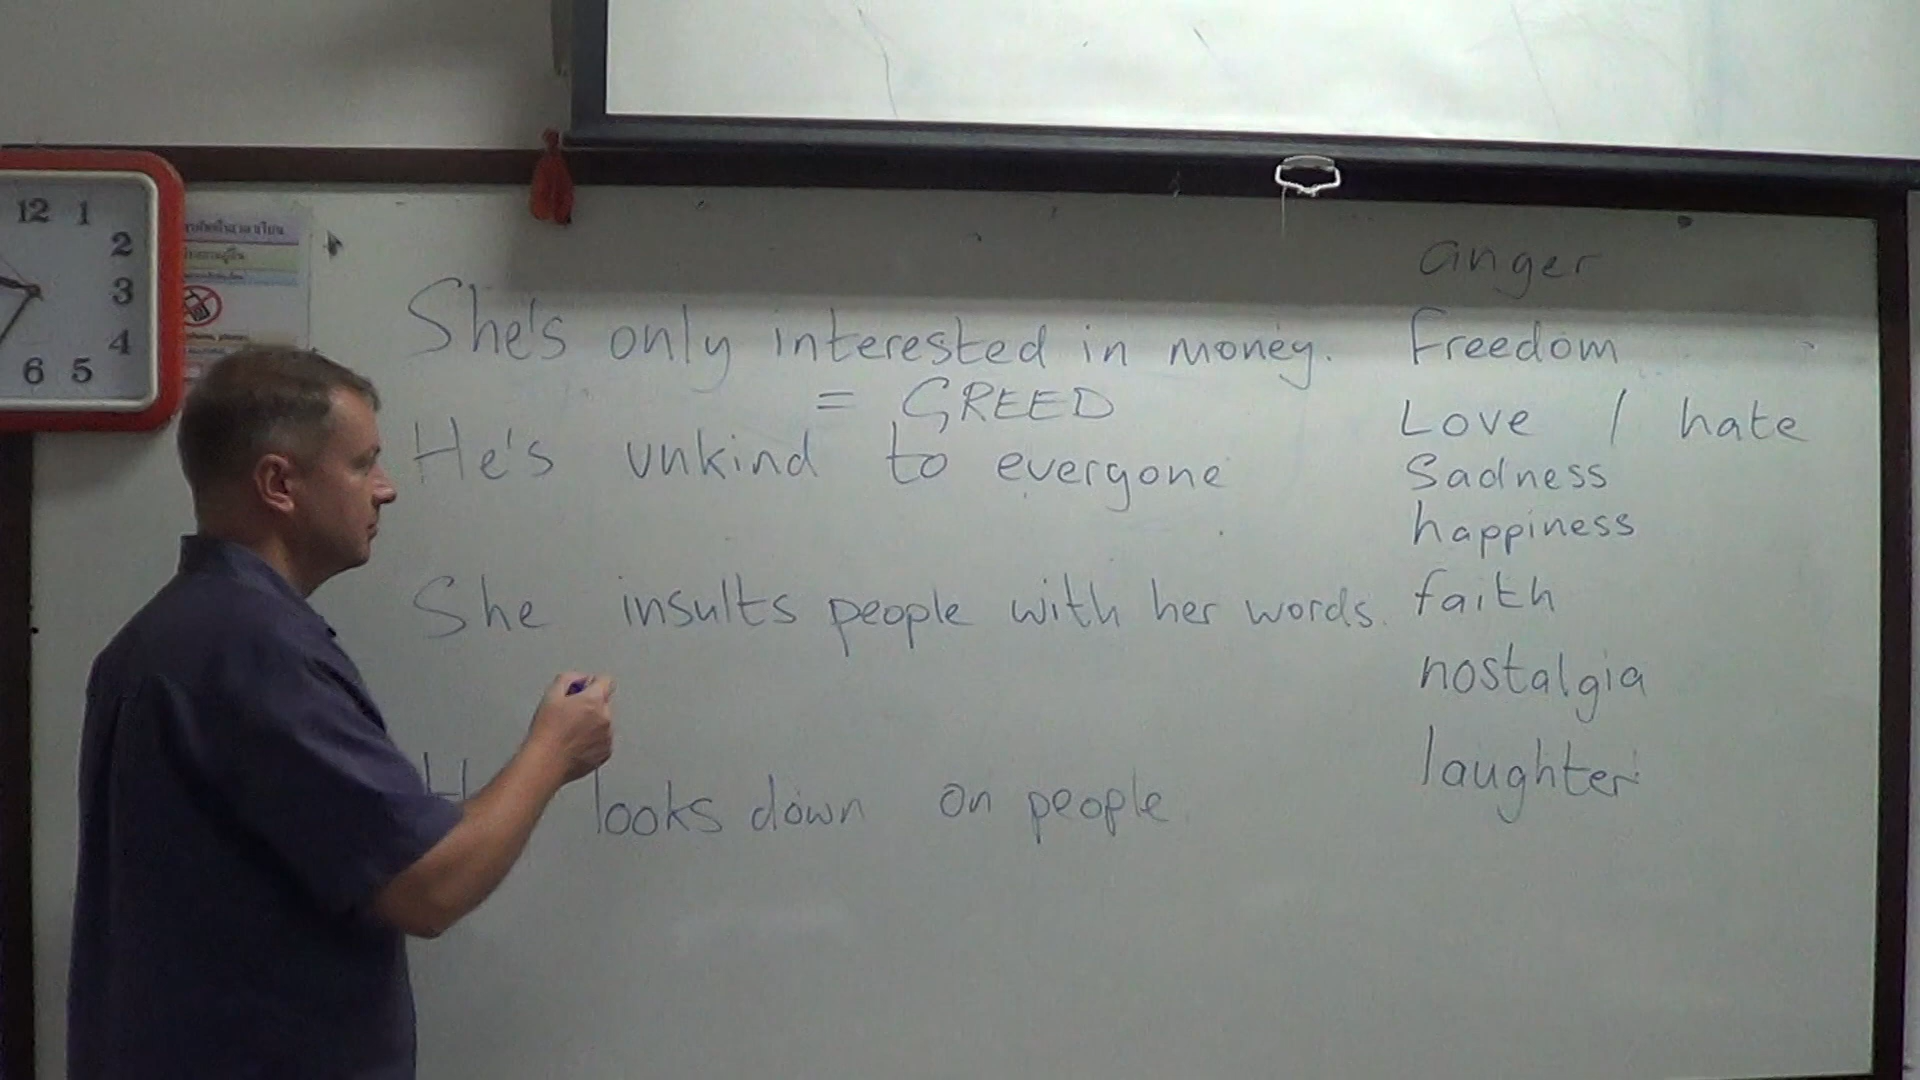 12 1
2
3
4
5
6
She's only interested in money.
= GREED
He's unkind to everyone
She insults people with her words.
looks down on people
anger
Freedom
Love / hate
Sadness
happiness
faith
nostalgia
laughter